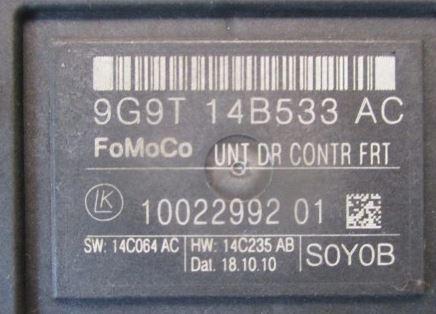 9G9T 14B533 AC
FoMoCo UNT DR CONTR FRT
LK 10022992 01
SW: 14C064 AC HW: 14C235 AB
Dat. 18.10.10
S0Y0B